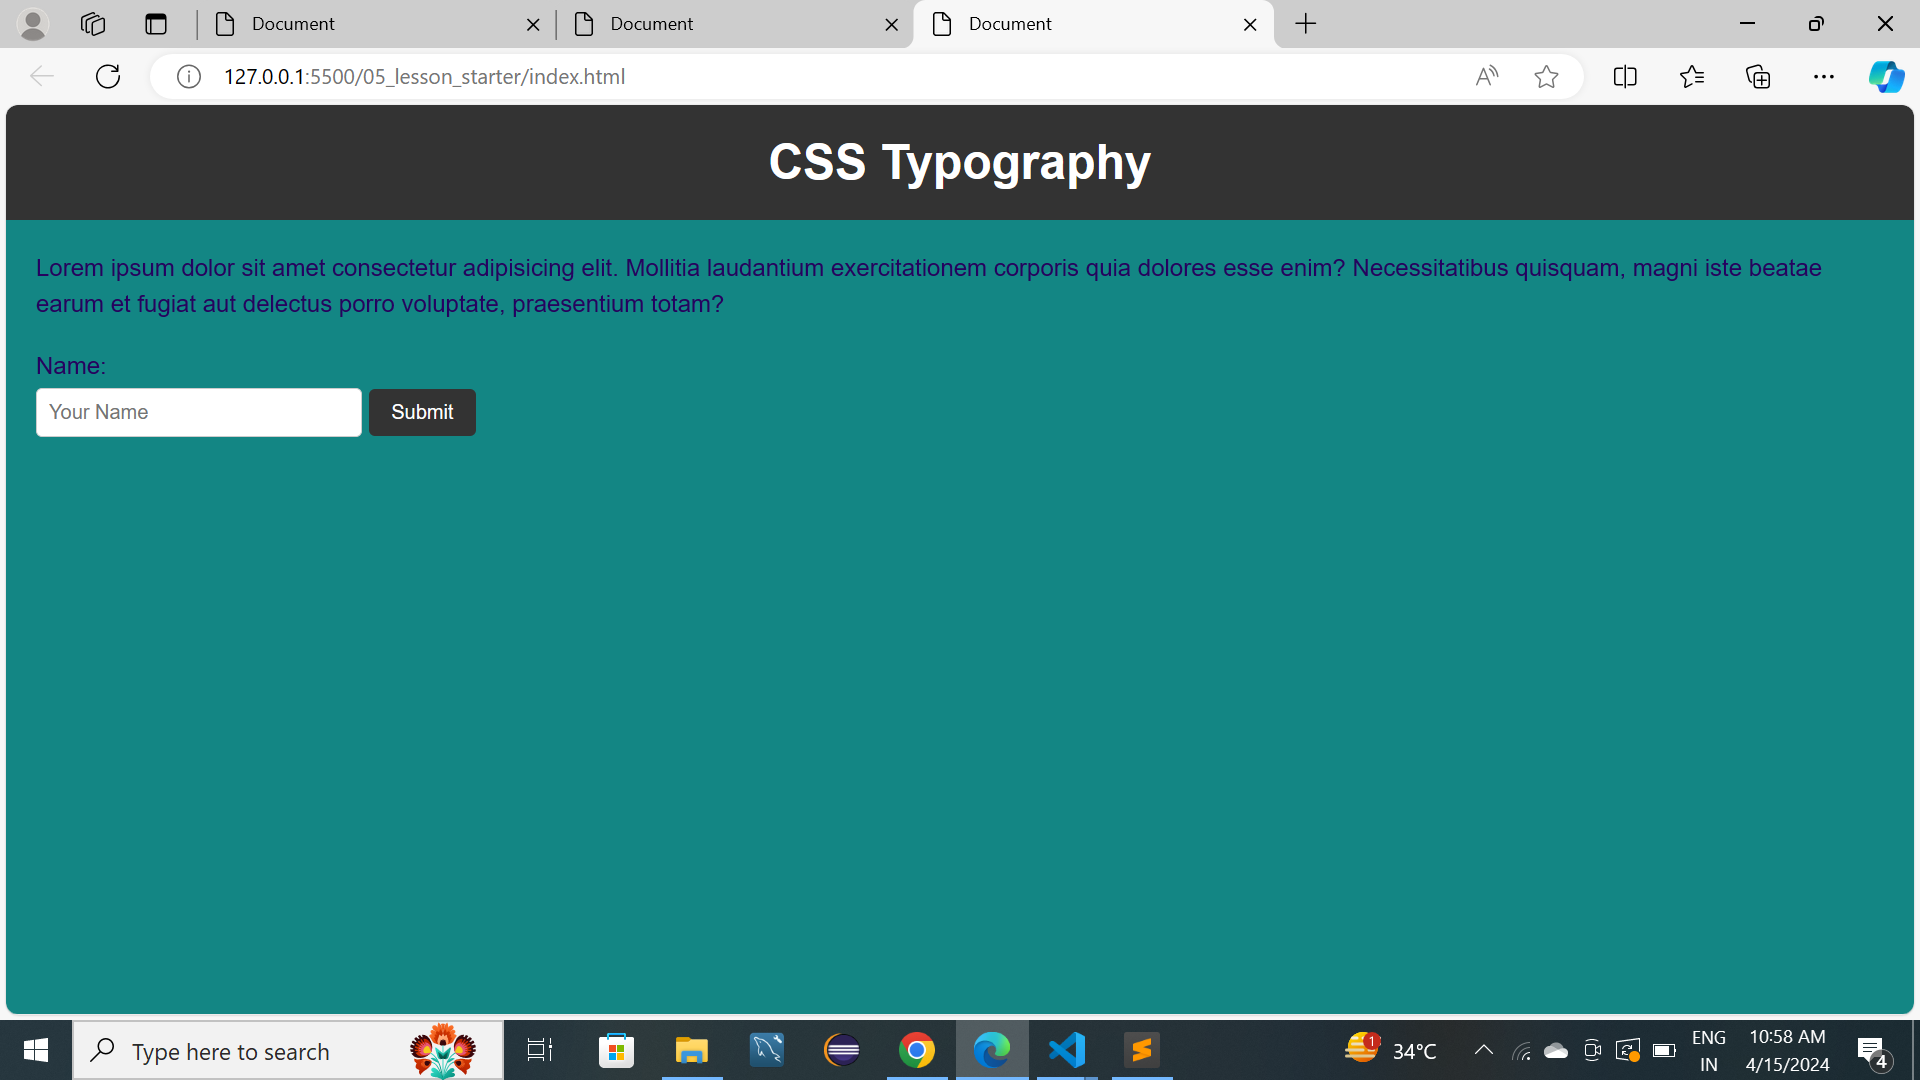 Document
Document
Document
127.0.0.1:5500/05_lesson_starter/index.html
CSS Typography
Lorem ipsum dolor sit amet consectetur adipisicing elit. Mollitia laudantium exercitationem corporis quia dolores esse enim? Necessitatibus quisquam, magni iste beatae
earum et fugiat aut delectus porro voluptate, praesentium totam?
Name:
Your Name
Submit
Type here to search
1
34°C
ENG
IN
10:58 AM
4/15/2024
4